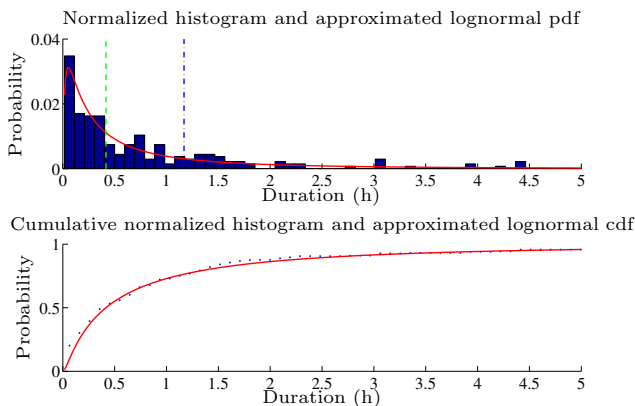 Normalized histogram and approximated lognormal pdf
0.04
0.02
0
Probability
0 0.5 1 1.5 2 2.5 3 3.5 4 4.5 5
Duration (h)
Cumulative normalized histogram and approximated lognormal cdf
1
0.5
0
Probability
0 0.5 1 1.5 2 2.5 3 3.5 4 4.5 5
Duration (h)